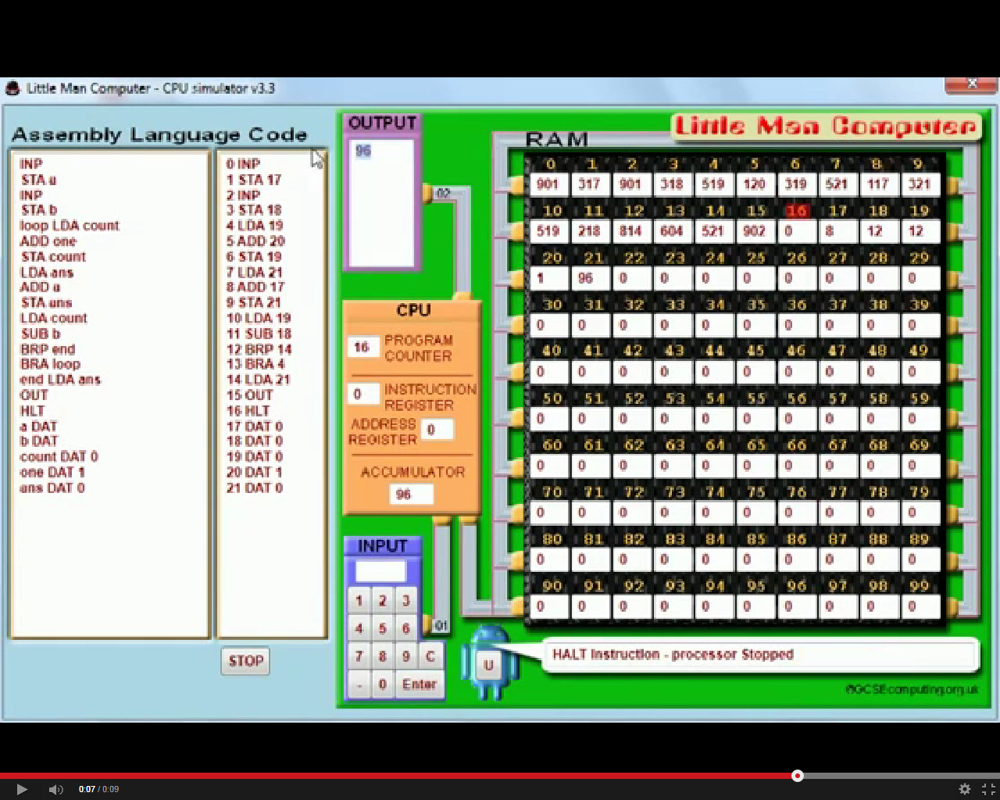 Little Man Computer - CPU simulator v3.3
Assembly Language Code
INP
STA a
INP
STA b
loop LDA count
ADD one
STA count
LDA ans
ADD a
STA ans
LDA count
SUB b
BRP end
BRA loop
end LDA ans
OUT
HLT
a DAT
b DAT
count DAT 0
one DAT 1
ans DAT 0
0 INP
1 STA 17
2 INP
3 STA 18
4 LDA 19
5 ADD 20
6 STA 19
7 LDA 21
8 ADD 17
9 STA 21
10 LDA 19
11 SUB 18
12 BRP 14
13 BRA 4
14 LDA 21
15 OUT
16 HLT
17 DAT 0
18 DAT 0
19 DAT 0
20 DAT 1
21 DAT 0
STOP
OUTPUT
96
02
CPU
16 PROGRAM
COUNTER
0 INSTRUCTION
REGISTER
ADDRESS 0
REGISTER
ACCUMULATOR
96
INPUT
1 2 3
4 5 6
7 8 9 C
- 0 Enter
01
Little Man Computer
RAM
0 1 2 3 4 5 6 7 8 9
901 317 901 318 519 120 319 521 117 321
10 11 12 13 14 15 16 17 18 19
519 218 814 604 521 902 0 8 12 12
20 21 22 23 24 25 26 27 28 29
1 96 0 0 0 0 0 0 0 0
30 31 32 33 34 35 36 37 38 39
0 0 0 0 0 0 0 0 0 0
40 41 42 43 44 45 46 47 48 49
0 0 0 0 0 0 0 0 0 0
50 51 52 53 54 55 56 57 58 59
0 0 0 0 0 0 0 0 0 0
60 61 62 63 64 65 66 67 68 69
0 0 0 0 0 0 0 0 0 0
70 71 72 73 74 75 76 77 78 79
0 0 0 0 0 0 0 0 0 0
80 81 82 83 84 85 86 87 88 89
0 0 0 0 0 0 0 0 0 0
90 91 92 93 94 95 96 97 98 99
0 0 0 0 0 0 0 0 0 0
U
HALT Instruction - processor Stopped
©GCSEcomputing.org.uk
0:07 / 0:09